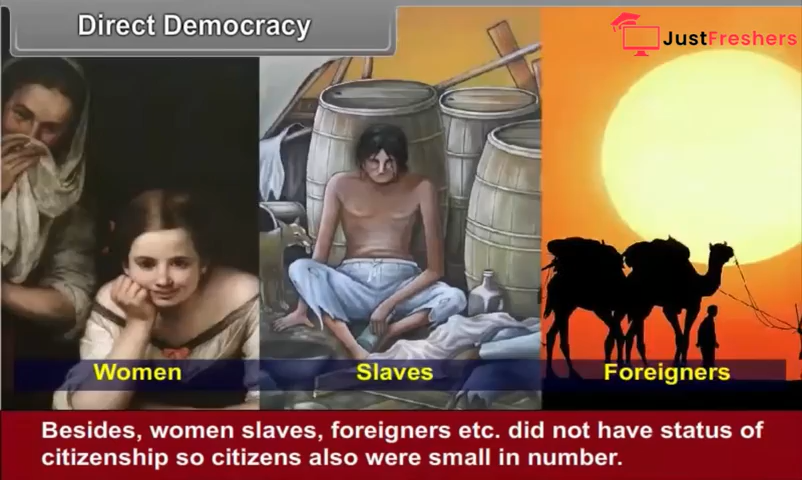 Direct Democracy
JustFreshers
Women
Slaves
Foreigners
Besides, women slaves, foreigners etc. did not have status of
citizenship so citizens also were small in number.